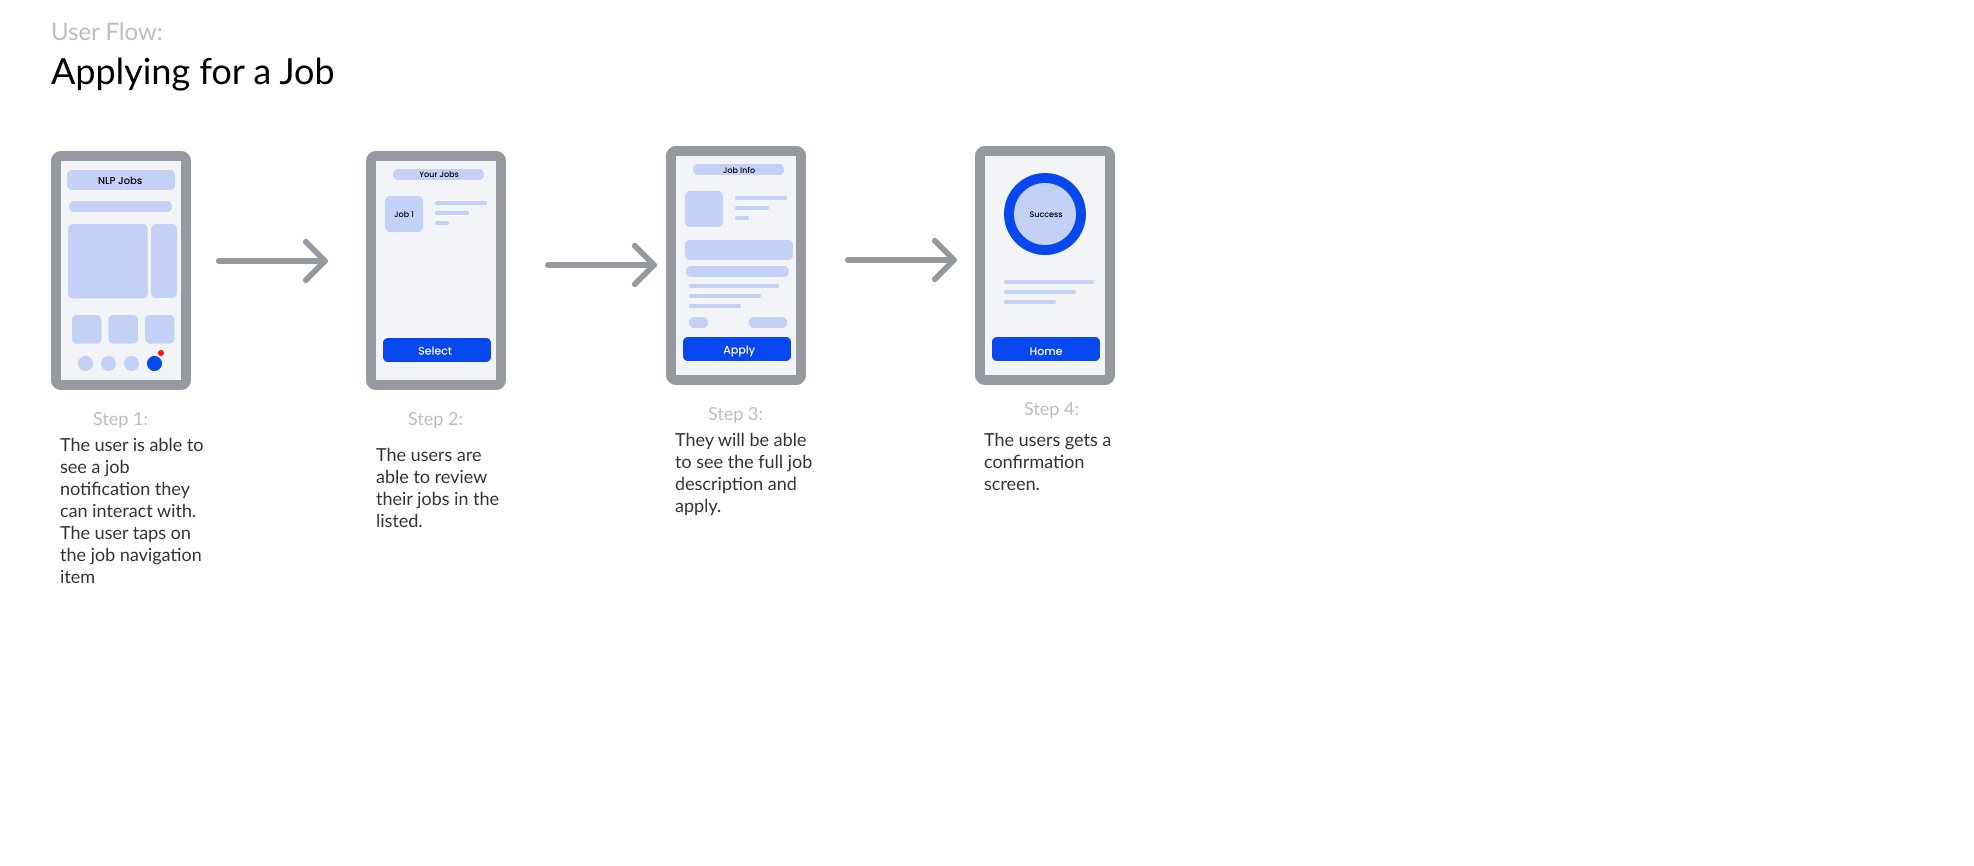 User Flow:
Applying for a Job
NLP Jobs
Your Jobs
Job 1
Select
Job Info
Apply
Success
Home
Step 1:
The user is able to
see a job
notification they
can interact with.
The user taps on
the job navigation
item
Step 2:
The users are
able to review
their jobs in the
listed.
Step 3:
They will be able
to see the full job
description and
apply.
Step 4:
The users gets a
confirmation
screen.